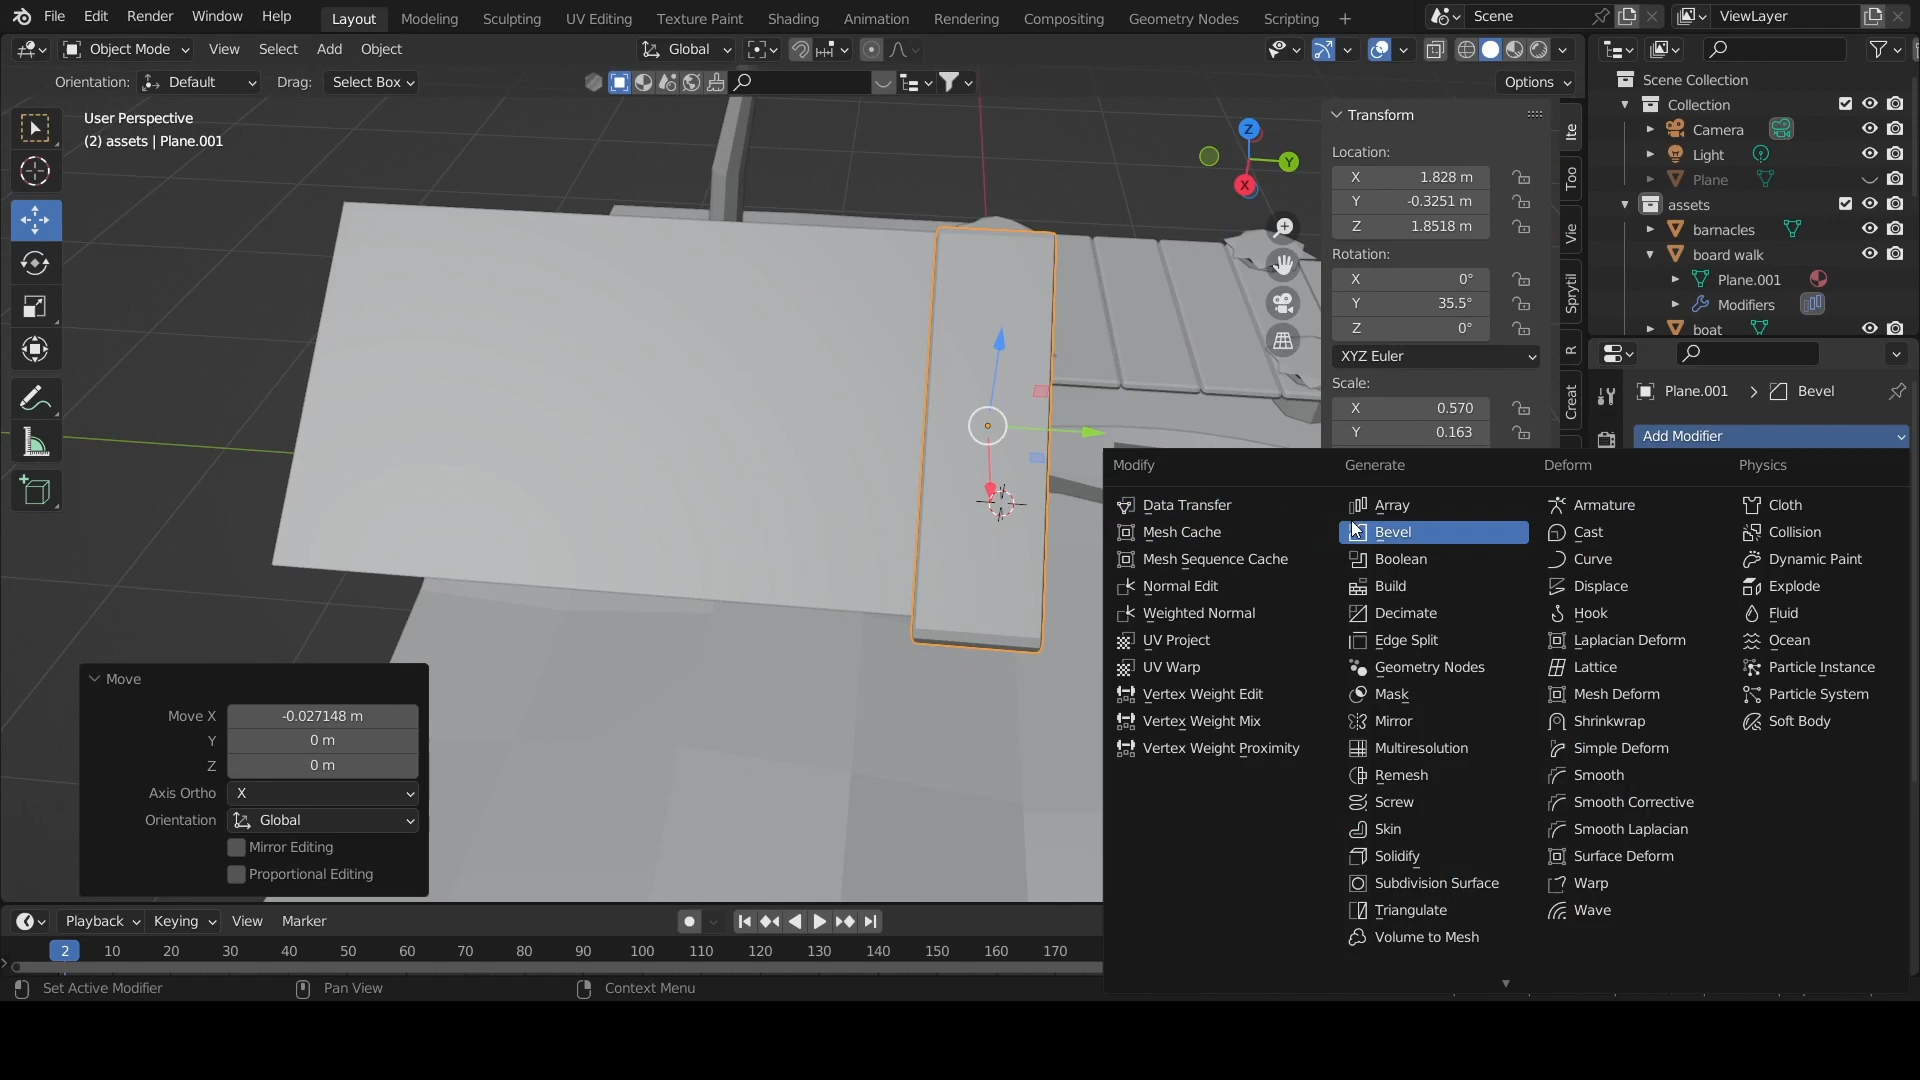 File Edit Render Window Help Layout Modeling Sculpting UV Editing Texture Paint Shading Animation Rendering Compositing Geometry Nodes Scripting + Scene ViewLayer
Object Mode View Select Add Object Global
Orientation: Default Drag: Select Box Options
User Perspective
(2) assets | Plane.001
Z
Y
X
Transform
Location:
X 1.828 m
Y -0.3251 m
Z 1.8518 m
Rotation:
X 0°
Y 35.5°
Z 0°
XYZ Euler
Scale:
X 0.570
Y 0.163
Ite
Too
Vie
Sprytil
R
Creat
Scene Collection
Collection
Camera
Light
Plane
assets
barnacles
board walk
Plane.001
Modifiers
boat
Plane.001 > Bevel
Add Modifier
Modify
Data Transfer
Mesh Cache
Mesh Sequence Cache
Normal Edit
Weighted Normal
UV Project
UV Warp
Vertex Weight Edit
Vertex Weight Mix
Vertex Weight Proximity
Generate
Array
Bevel
Boolean
Build
Decimate
Edge Split
Geometry Nodes
Mask
Mirror
Multiresolution
Remesh
Screw
Skin
Solidify
Subdivision Surface
Triangulate
Volume to Mesh
Deform
Armature
Cast
Curve
Displace
Hook
Laplacian Deform
Lattice
Mesh Deform
Shrinkwrap
Simple Deform
Smooth
Smooth Corrective
Smooth Laplacian
Surface Deform
Warp
Wave
Physics
Cloth
Collision
Dynamic Paint
Explode
Fluid
Ocean
Particle Instance
Particle System
Soft Body
Move
Move X -0.027148 m
Y 0 m
Z 0 m
Axis Ortho X
Orientation Global
Mirror Editing
Proportional Editing
Playback Keying View Marker
2 10 20 30 40 50 60 70 80 90 100 110 120 130 140 150 160 170
Set Active Modifier Pan View Context Menu